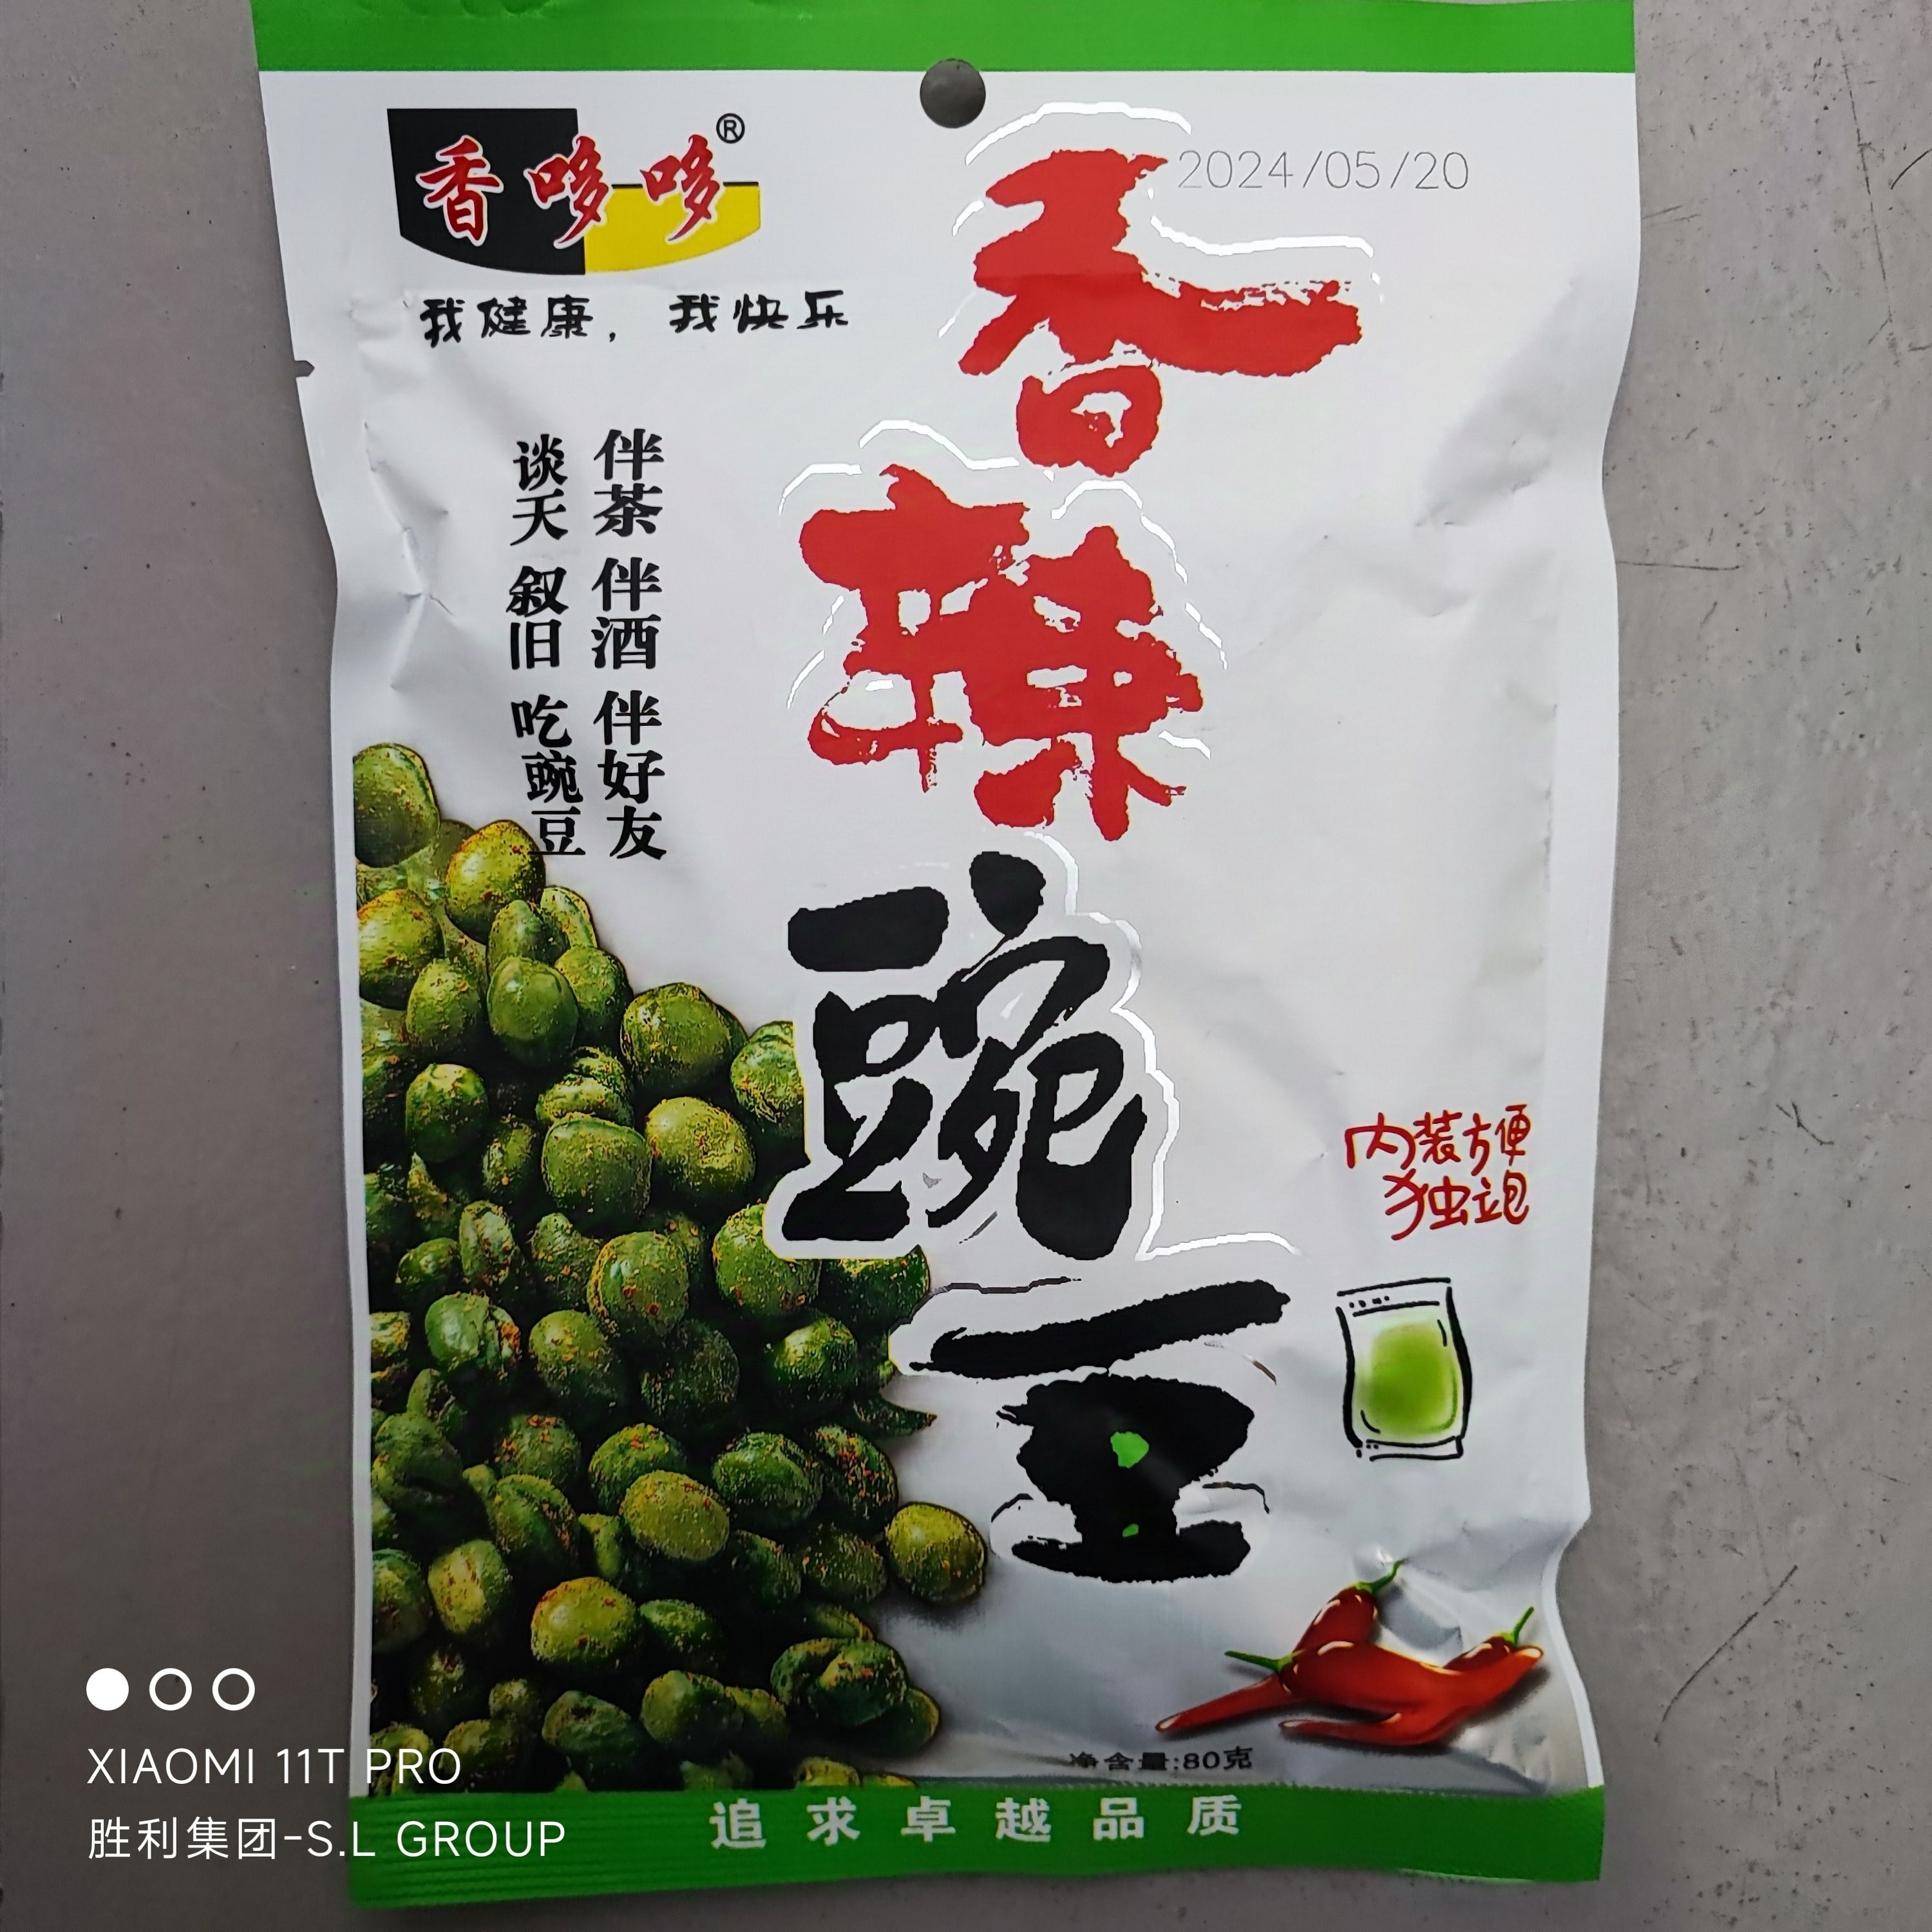 香哆哆®
2024/05/20
我健康，我快乐
香辣豌豆
伴茶 伴酒 伴好友
谈天 叙旧 吃豌豆
内装方便
独立包
净含量:80克
追求卓越品质
XIAOMI 11T PRO
胜利集团-S.L GROUP